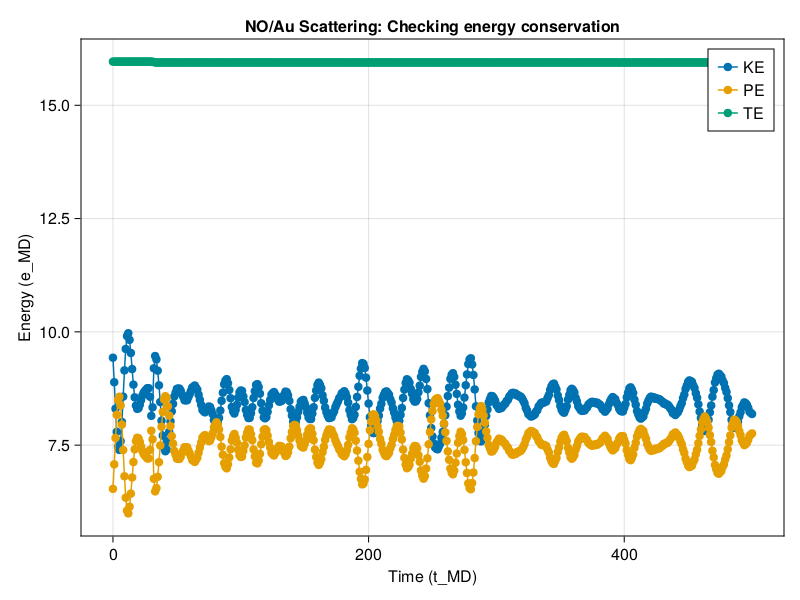 NO/Au Scattering: Checking energy conservation
KE
PE
TE
15.0
12.5
10.0
7.5
Energy (e_MD)
0
200
400
Time (t_MD)